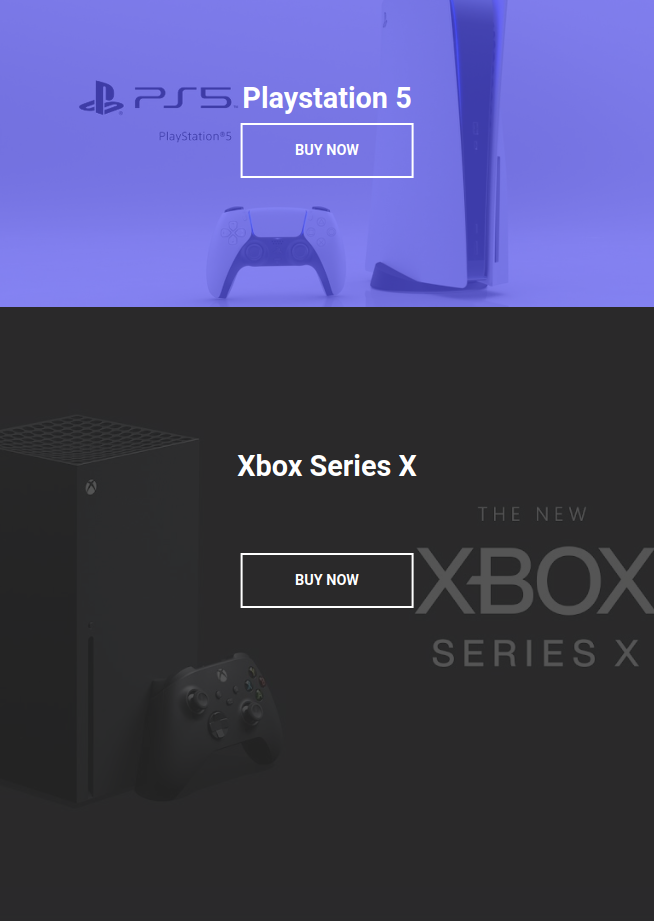 PS5
Playstation 5
PlayStation®5
BUY NOW
Xbox Series X
THE NEW
XBOX
SERIES X
BUY NOW